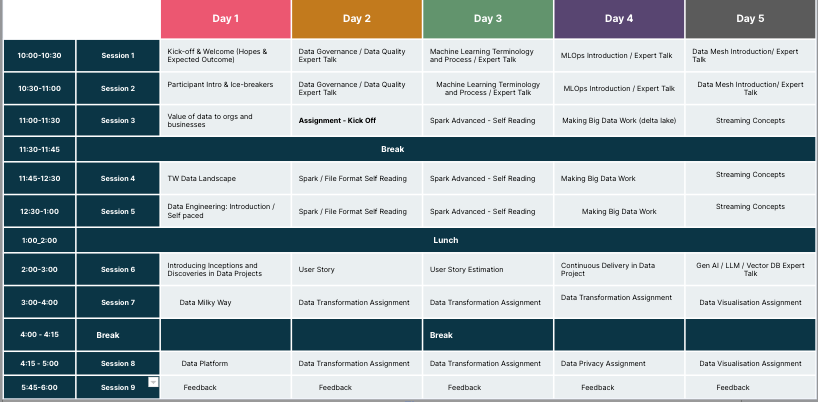 Day 1 Day 2 Day 3 Day 4 Day 5
10:00-10:30 Session 1 Kick-off & Welcome (Hopes & Expected Outcome) Data Governance / Data Quality Expert Talk Machine Learning Terminology and Process / Expert Talk MLOps Introduction / Expert Talk Data Mesh Introduction/ Expert Talk
10:30-11:00 Session 2 Participant Intro & Ice-breakers Data Governance / Data Quality Expert Talk Machine Learning Terminology and Process / Expert Talk MLOps Introduction / Expert Talk Data Mesh Introduction/ Expert Talk
11:00-11:30 Session 3 Value of data to orgs and businesses Assignment - Kick Off Spark Advanced - Self Reading Making Big Data Work (delta lake) Streaming Concepts
11:30-11:45 Break
11:45-12:30 Session 4 TW Data Landscape Spark / File Format Self Reading Spark Advanced - Self Reading Making Big Data Work Streaming Concepts
12:30-1:00 Session 5 Data Engineering: Introduction / Self paced Spark / File Format Self Reading Spark Advanced - Self Reading Making Big Data Work Streaming Concepts
1:00_2:00 Lunch
2:00-3:00 Session 6 Introducing Inceptions and Discoveries in Data Projects User Story User Story Estimation Continuous Delivery in Data Project Gen AI / LLM / Vector DB Expert Talk
3:00-4:00 Session 7 Data Milky Way Data Transformation Assignment Data Transformation Assignment Data Transformation Assignment Data Visualisation Assignment
4:00 - 4:15 Break Break
4:15 - 5:00 Session 8 Data Platform Data Transformation Assignment Data Transformation Assignment Data Privacy Assignment Data Visualisation Assignment
5:45-6:00 Session 9 Feedback Feedback Feedback Feedback Feedback